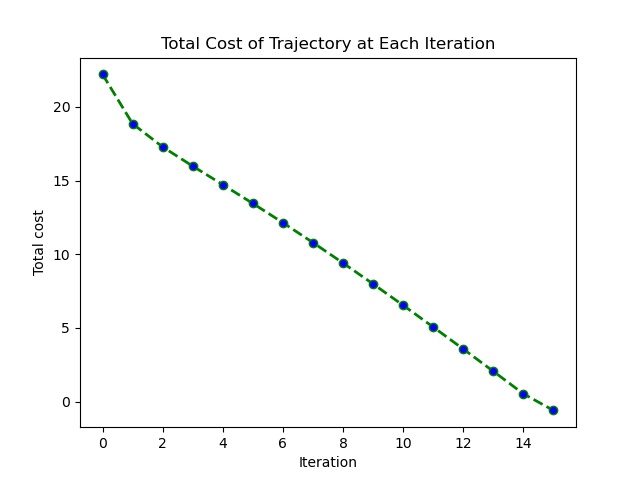 Total Cost of Trajectory at Each Iteration
20
15
10
5
0
Total cost
0 2 4 6 8 10 12 14
Iteration